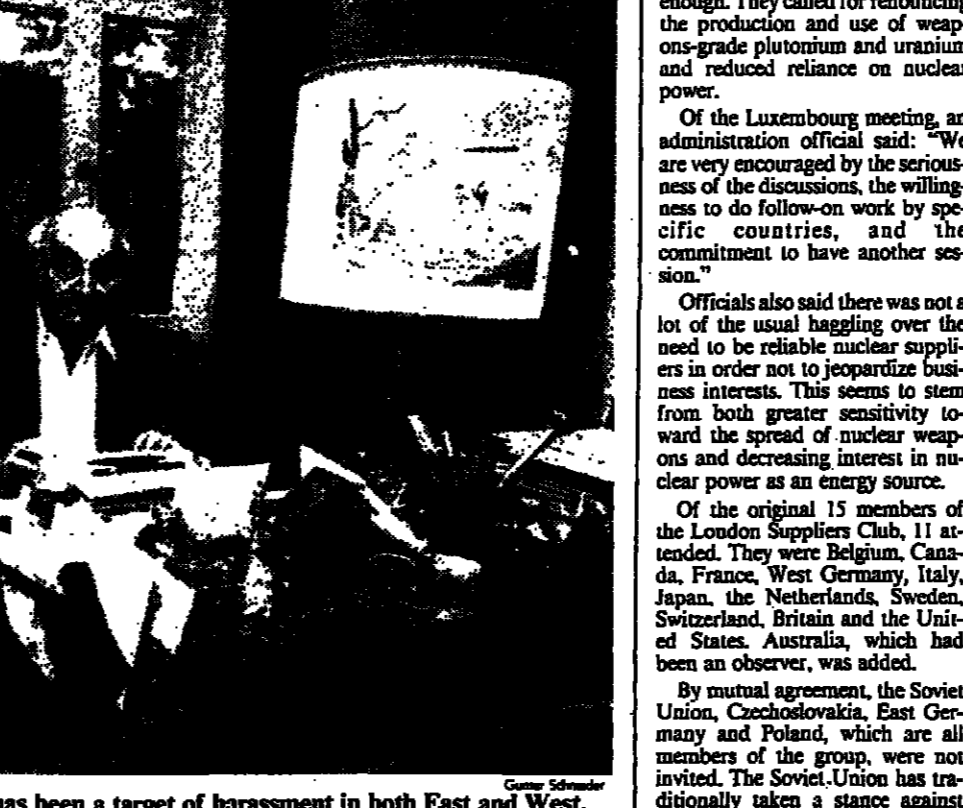 Gunter Schneider
has been a target of harassment in both East and West.
enough. They called for renouncing
the production and use of weap-
ons-grade plutonium and uranium
and reduced reliance on nuclear
power.
Of the Luxembourg meeting, an
administration official said: "We
are very encouraged by the serious-
ness of the discussions, the willing-
ness to do follow-on work by spe-
cific countries, and the
commitment to have another ses-
sion."
Officials also said there was not a
lot of the usual haggling over the
need to be reliable nuclear suppli-
ers in order not to jeopardize busi-
ness interests. This seems to stem
from both greater sensitivity to-
ward the spread of nuclear weap-
ons and decreasing interest in nu-
clear power as an energy source.
Of the original 15 members of
the London Suppliers Club, 11 at-
tended. They were Belgium, Cana-
da, France, West Germany, Italy,
Japan, the Netherlands, Sweden,
Switzerland, Britain and the Unit-
ed States. Australia, which had
been an observer, was added.
By mutual agreement, the Soviet
Union, Czechoslovakia, East Ger-
many and Poland, which are all
members of the group, were not
invited. The Soviet Union has tra-
ditionally taken a stance against